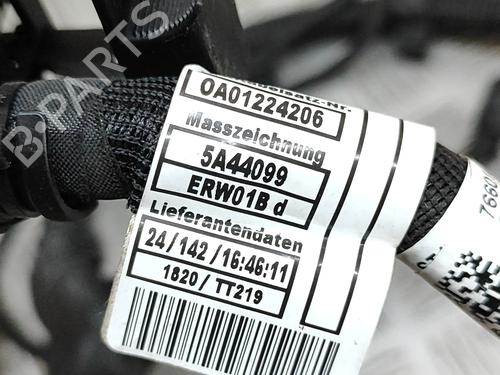 B-PARTS
0A01224206
Masszeichnung
5A44099
ERW01B d
Lieferantendaten
24/142/16:46:11
1820/TT219